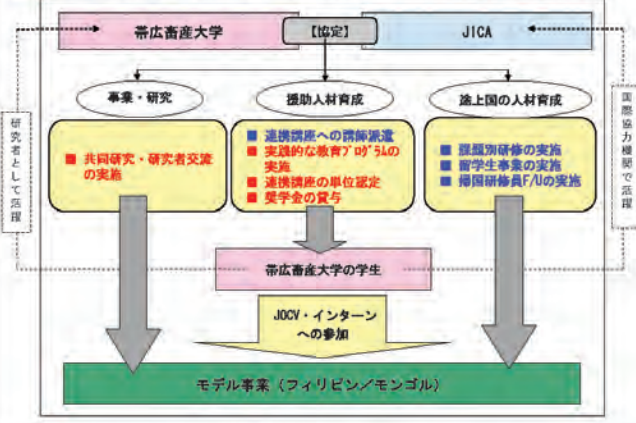 帯広畜産大学
【協定】
JICA
事業・研究
援助人材育成
途上国の人材育成
■ 共同研究・研究者交流
の実施
■ 連携講座への講師派遣
■ 実践的な教育プログラムの
実施
■ 連携講座の単位認定
■ 奨学金の貸与
■ 課題別研修の実施
■ 留学生事業の実施
■ 帰国研修員F/Uの実施
研究者として活躍
国際協力機関で活躍
帯広畜産大学の学生
JOCV・インターン
への参加
モデル事業（フィリピン／モンゴル）